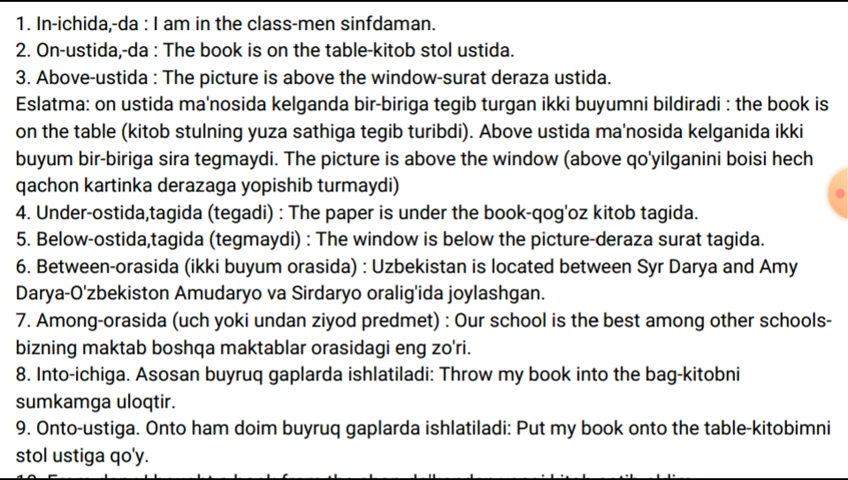 1. In-ichida,-da : I am in the class-men sinfdaman.
2. On-ustida,-da : The book is on the table-kitob stol ustida.
3. Above-ustida : The picture is above the window-surat deraza ustida.
Eslatma: on ustida ma'nosida kelganda bir-biriga tegib turgan ikki buyumni bildiradi : the book is
on the table (kitob stulning yuza sathiga tegib turibdi). Above ustida ma'nosida kelganida ikki
buyum bir-biriga sira tegmaydi. The picture is above the window (above qo'yilganini boisi hech
qachon kartinka derazaga yopishib turmaydi)
4. Under-ostida,tagida (tegadi) : The paper is under the book-qog'oz kitob tagida.
5. Below-ostida,tagida (tegmaydi) : The window is below the picture-deraza surat tagida.
6. Between-orasida (ikki buyum orasida) : Uzbekistan is located between Syr Darya and Amy
Darya-O'zbekiston Amudaryo va Sirdaryo oralig'ida joylashgan.
7. Among-orasida (uch yoki undan ziyod predmet) : Our school is the best among other schools-
bizning maktab boshqa maktablar orasidagi eng zo'ri.
8. Into-ichiga. Asosan buyruq gaplarda ishlatiladi: Throw my book into the bag-kitobni
sumkamga uloqtir.
9. Onto-ustiga. Onto ham doim buyruq gaplarda ishlatiladi: Put my book onto the table-kitobimni
stol ustiga qo'y.